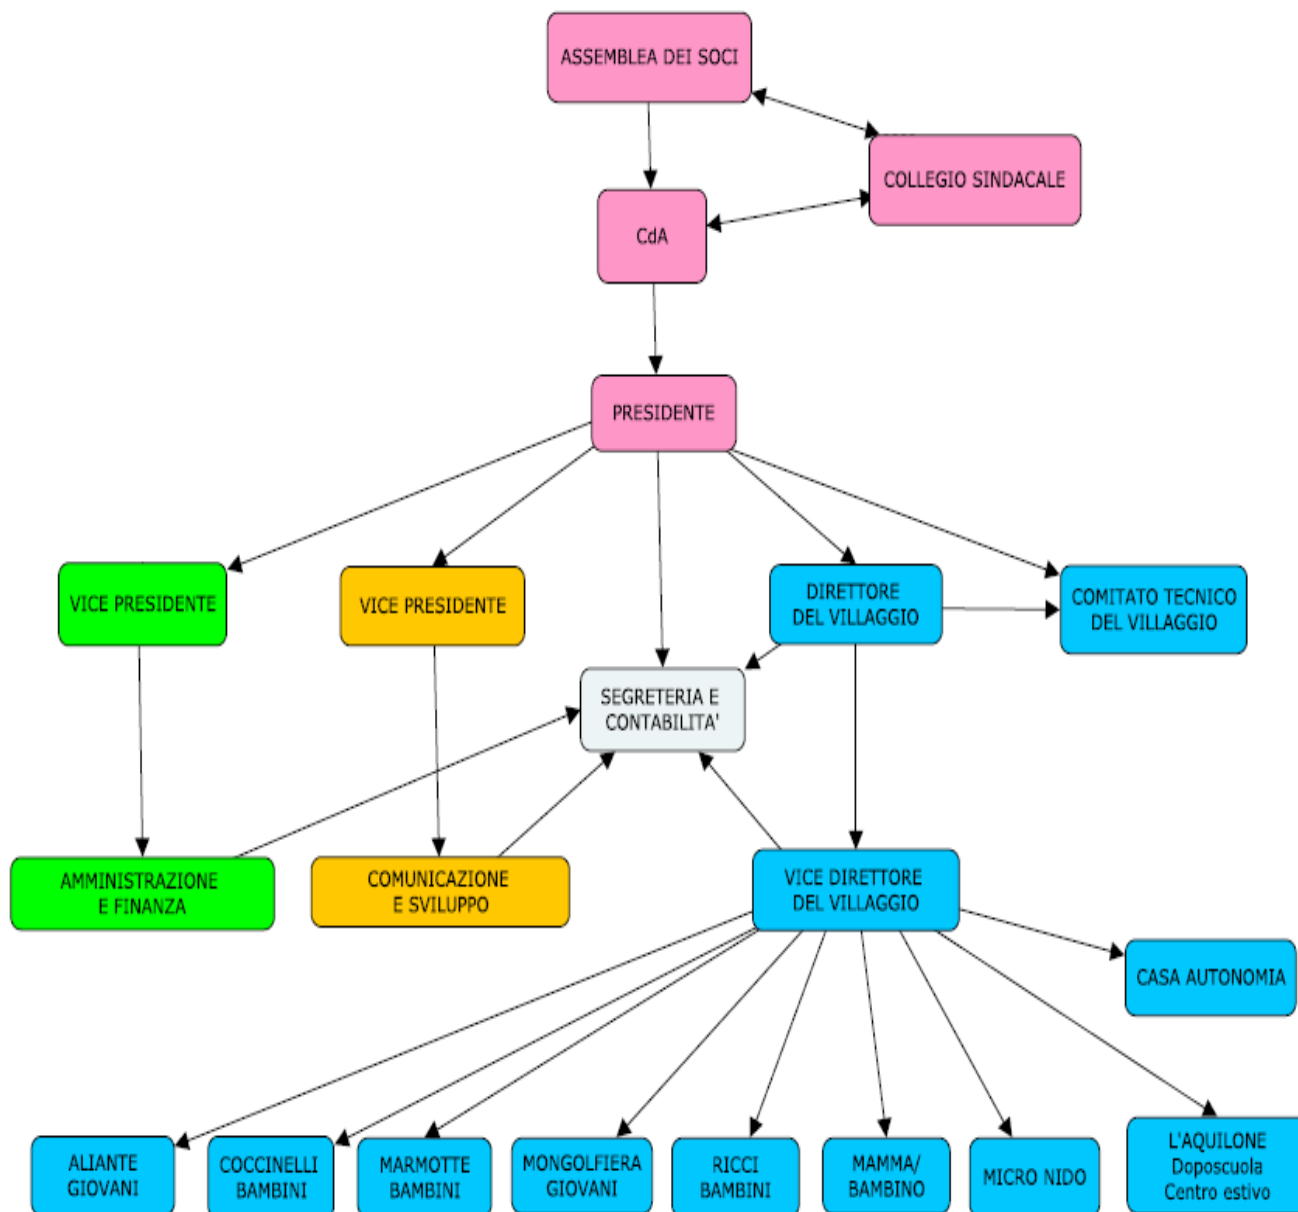 ASSEMBLEA DEI SOCI
COLLEGIO SINDACALE
CdA
PRESIDENTE
VICE PRESIDENTE
VICE PRESIDENTE
DIRETTORE
DEL VILLAGGIO
COMITATO TECNICO
DEL VILLAGGIO
SEGRETERIA E
CONTABILITA'
AMMINISTRAZIONE
E FINANZA
COMUNICAZIONE
E SVILUPPO
VICE DIRETTORE
DEL VILLAGGIO
CASA AUTONOMIA
ALIANTE
GIOVANI
COCCINELLI
BAMBINI
MARMOTTE
BAMBINI
MONGOLFIERA
GIOVANI
RICCI
BAMBINI
MAMMA/
BAMBINO
MICRO NIDO
L'AQUILONE
Doposcuola
Centro estivo